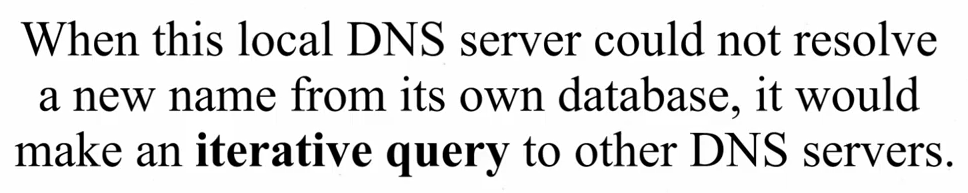 When this local DNS server could not resolve
a new name from its own database, it would
make an iterative query to other DNS servers.